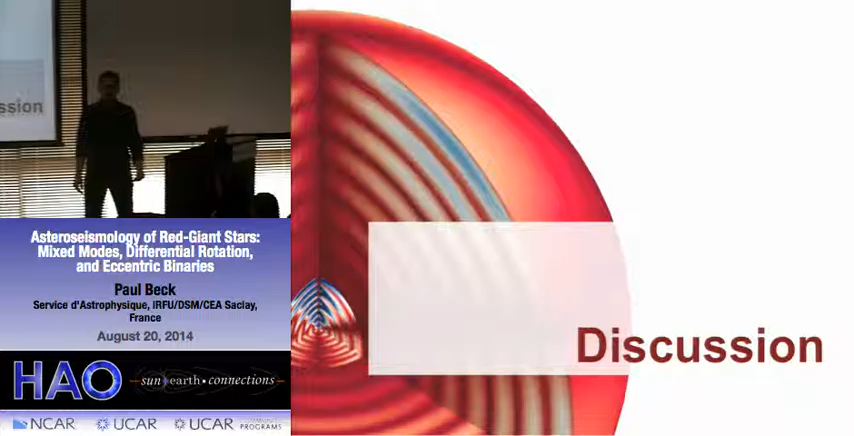 ssion
Asteroseismology of Red-Giant Stars:
Mixed Modes, Differential Rotation,
and Eccentric Binaries
Paul Beck
Service d'Astrophysique, IRFU/DSM/CEA Saclay,
France
August 20, 2014
HAO
sun earth • connections
NCAR UCAR UCAR
PROGRAMS
Discussion